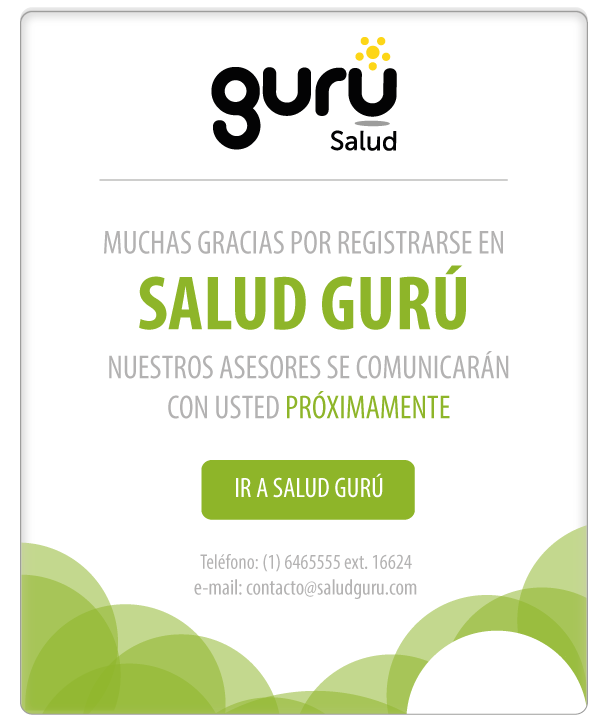 gurú
Salud
MUCHAS GRACIAS POR REGISTRARSE EN
SALUD GURÚ
NUESTROS ASESORES SE COMUNICARÁN
CON USTED PRÓXIMAMENTE
IR A SALUD GURÚ
Teléfono: (1) 6465555 ext. 16624
e-mail: contacto@saludguru.com